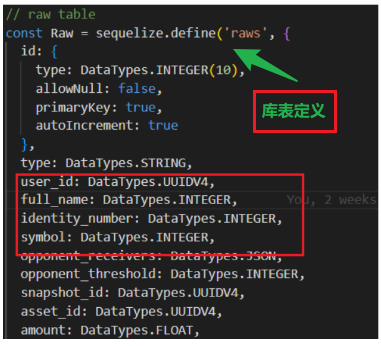 // raw table
const Raw = sequelize.define('raws', {
id: {
type: DataTypes.INTEGER(10),
allowNull: false,
primaryKey: true,
autoIncrement: true
},
库表定义
type: DataTypes.STRING,
user_id: DataTypes.UUIDV4,
full_name: DataTypes.INTEGER, You, 2 weeks
identity_number: DataTypes.INTEGER,
symbol: DataTypes.INTEGER,
opponent_receivers: DataTypes.JSON,
opponent_threshold: DataTypes.INTEGER,
snapshot_id: DataTypes.UUIDV4,
asset_id: DataTypes.UUIDV4,
amount: DataTypes.FLOAT,